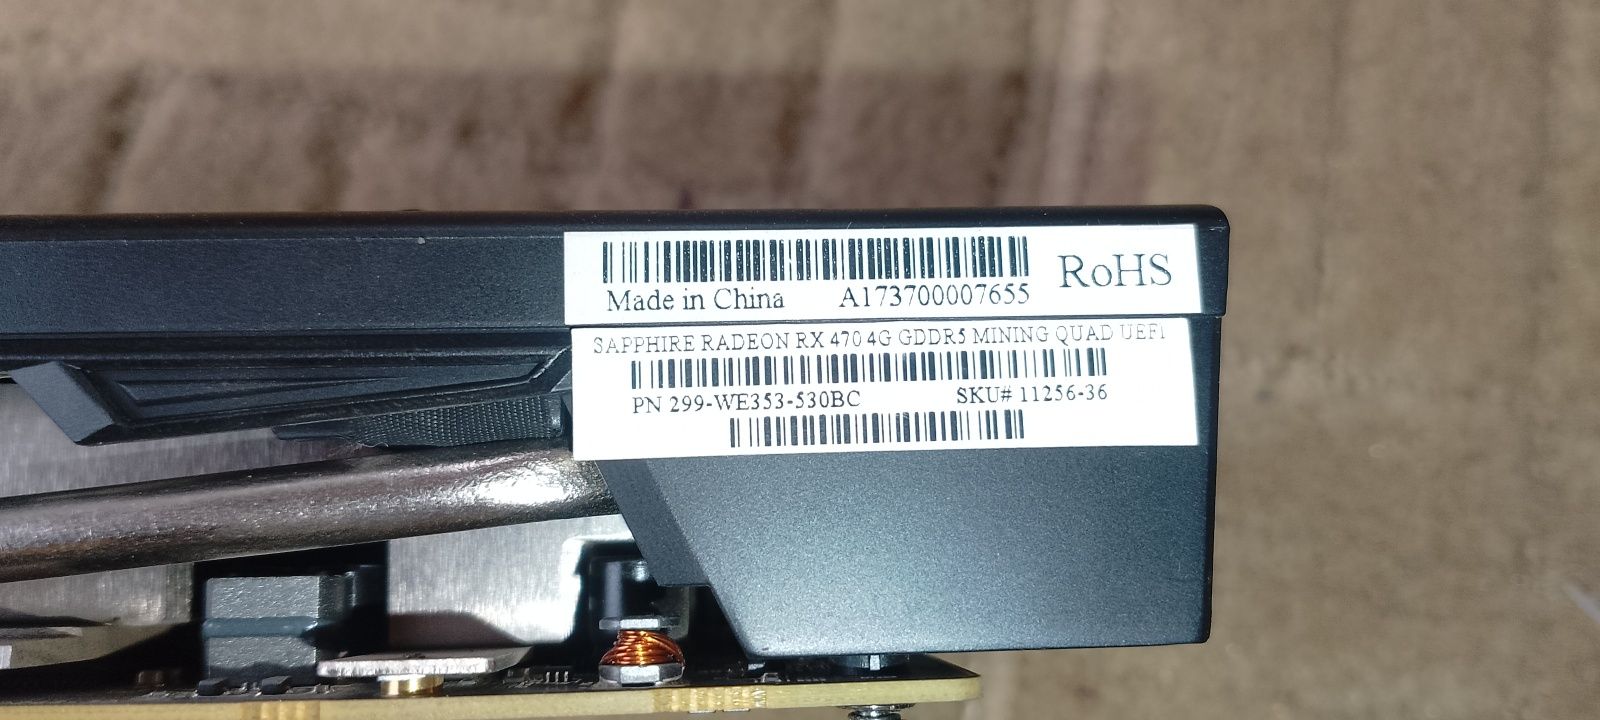 RoHS
Made in China A173700007655
SAPPHIRE RADEON RX 470 4G GDDR5 MINING QUAD UEFI
PN 299-WE353-530BC SKU# 11256-36